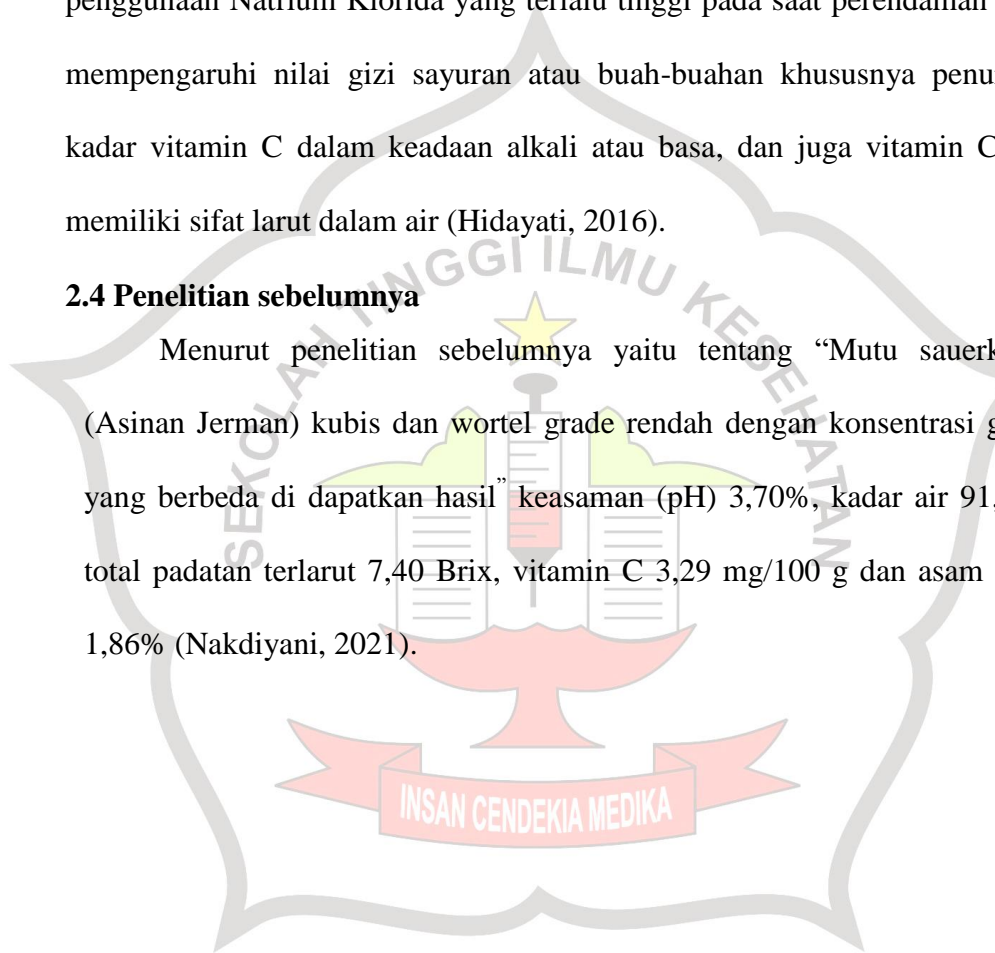 penggunaan Natrium Klorida yang terlalu tinggi pada saat perendaman
mempengaruhi nilai gizi sayuran atau buah-buahan khususnya
kadar vitamin C dalam keadaan alkali atau basa, dan juga vitamin C
memiliki sifat larut dalam air (Hidayati, 2016).
2.4 Penelitian sebelumnya
Menurut penelitian sebelumnya yaitu tentang “Mutu
(Asinan Jerman) kubis dan wortel grade rendah dengan konsentrasi
yang berbeda di dapatkan hasil” keasaman (pH) 3,70%, kadar air 91,
total padatan terlarut 7,40 Brix, vitamin C 3,29 mg/100 g dan asam
1,86% (Nakdiyani, 2021).
SEKOLAH TINGGI ILMU KESEHATAN
INSAN CENDEKIA MEDIKA